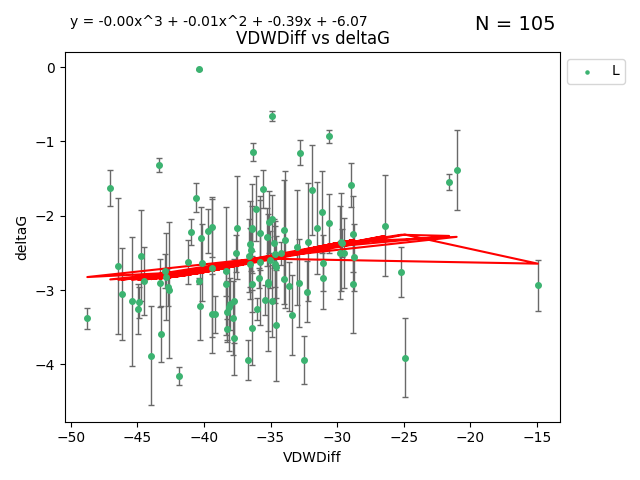 y = -0.00x^3 + -0.01x^2 + -0.39x + -6.07
N = 105
VDWDiff vs deltaG
L
0
−1
−2
−3
−4
deltaG
−50 −45 −40 −35 −30 −25 −20 −15
VDWDiff